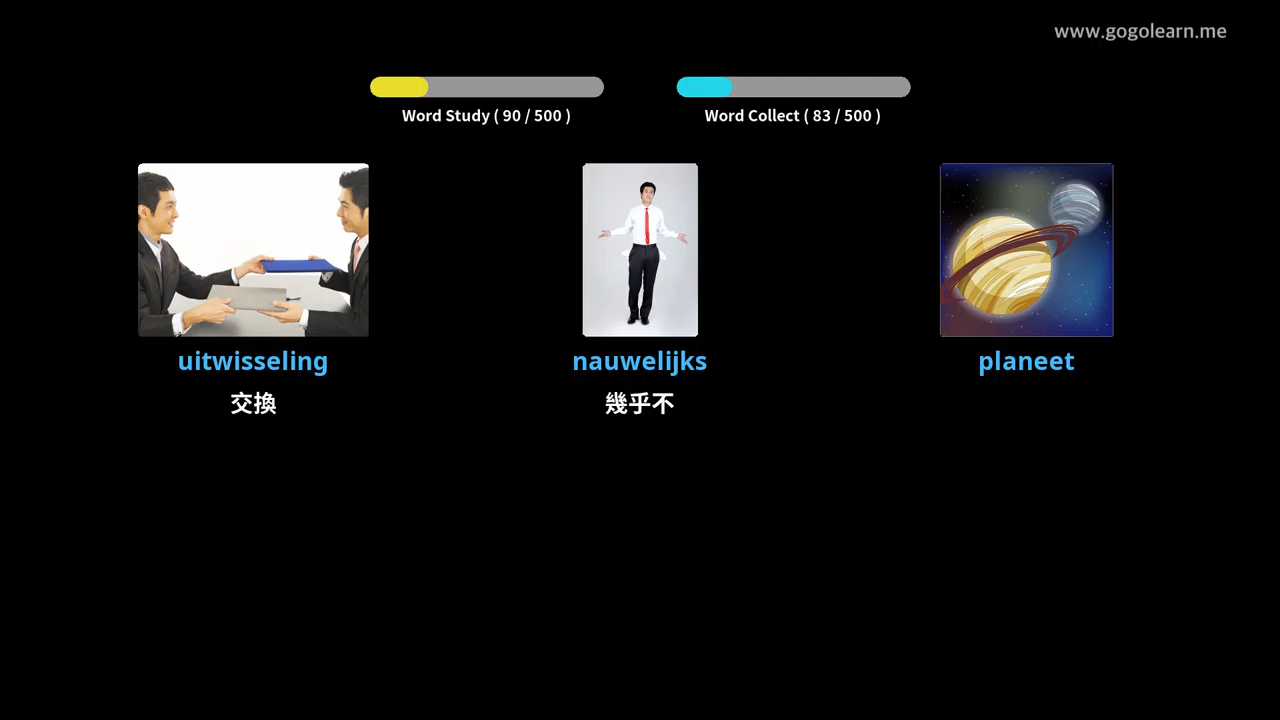 www.gogolearn.me
Word Study ( 90 / 500 )
Word Collect ( 83 / 500 )
uitwisseling
nauwelijks
planeet
交換
幾乎不